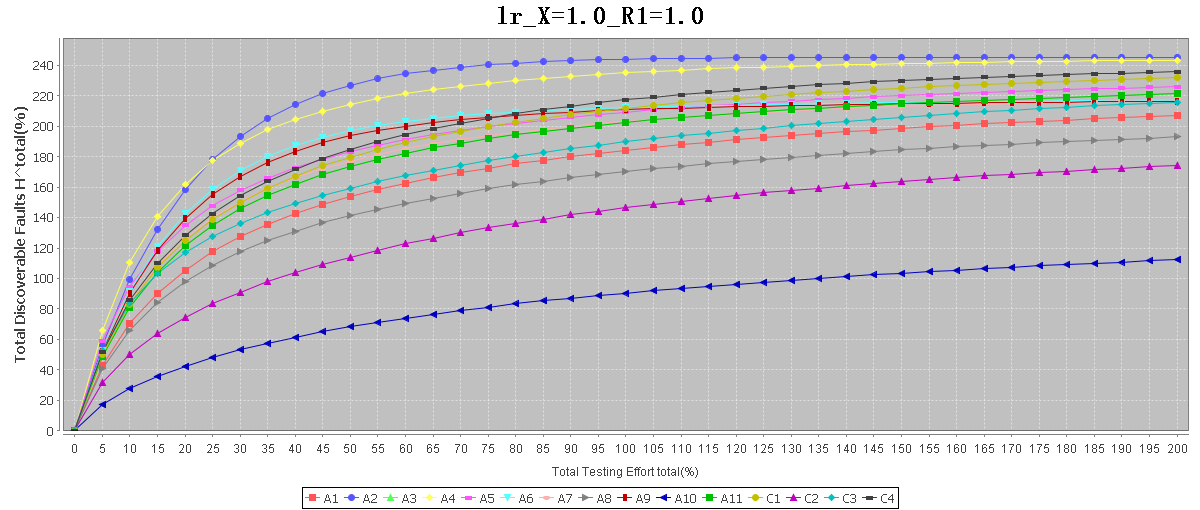 lr_X=1.0_R1=1.0
Total Discoverable Faults H^total(%)
240
220
200
180
160
140
120
100
80
60
40
20
0
0 5 10 15 20 25 30 35 40 45 50 55 60 65 70 75 80 85 90 95 100 105 110 115 120 125 130 135 140 145 150 155 160 165 170 175 180 185 190 195 200
Total Testing Effort total(%)
A1 A2 A3 A4 A5 A6 A7 A8 A9 A10 A11 C1 C2 C3 C4